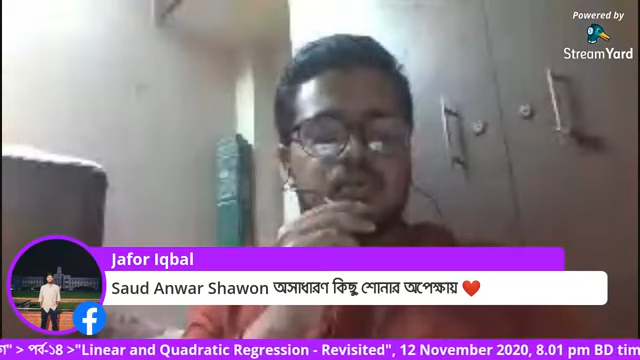 Powered by
StreamYard
Jafor Iqbal
Saud Anwar Shawon অসাধারণ কিছু শোনার অপেক্ষায় ❤️
" > পর্ব-১৪ >"Linear and Quadratic Regression - Revisited", 12 November 2020, 8.01 pm BD tim